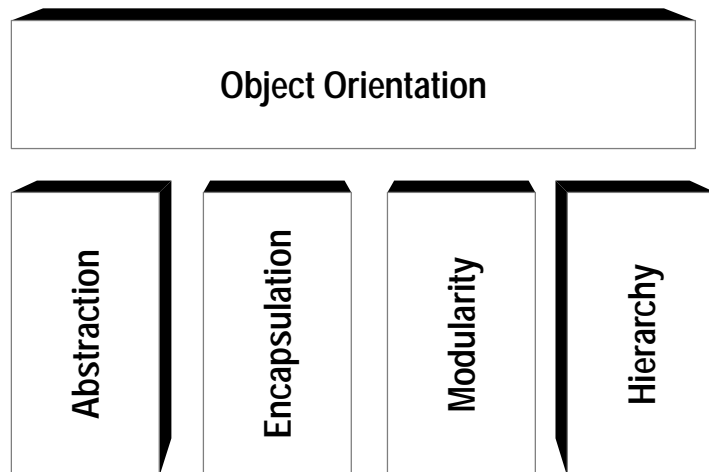 Object Orientation
Abstraction
Encapsulation
Modularity
Hierarchy